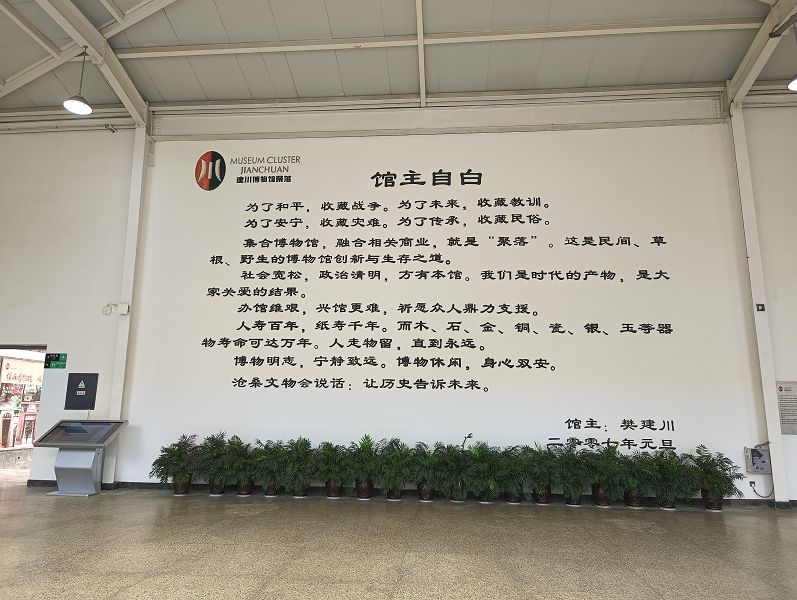 MUSEUM CLUSTER
JIANCHUAN
建川博物馆聚落
馆主自白
为了和平，收藏战争。为了未来，收藏教训。
为了安宁，收藏灾难。为了传承，收藏民俗。
集合博物馆，融合相关商业，就是“聚落”。这是民间、草
根、野生的博物馆创新与生存之道。
社会宽松，政治清明，方有本馆。我们是时代的产物，是大
家关爱的结果。
办馆维艰，兴馆更难，祈愿众人鼎力支援。
人寿百年，纸寿千年。而木、石、金、铜、瓷、银、玉等器
物寿命可达万年。人走物留，直到永远。
博物明志，宁静致远。博物休闲，身心双安。
沧桑文物会说话：让历史告诉未来。
馆主：樊建川
二零零七年元旦